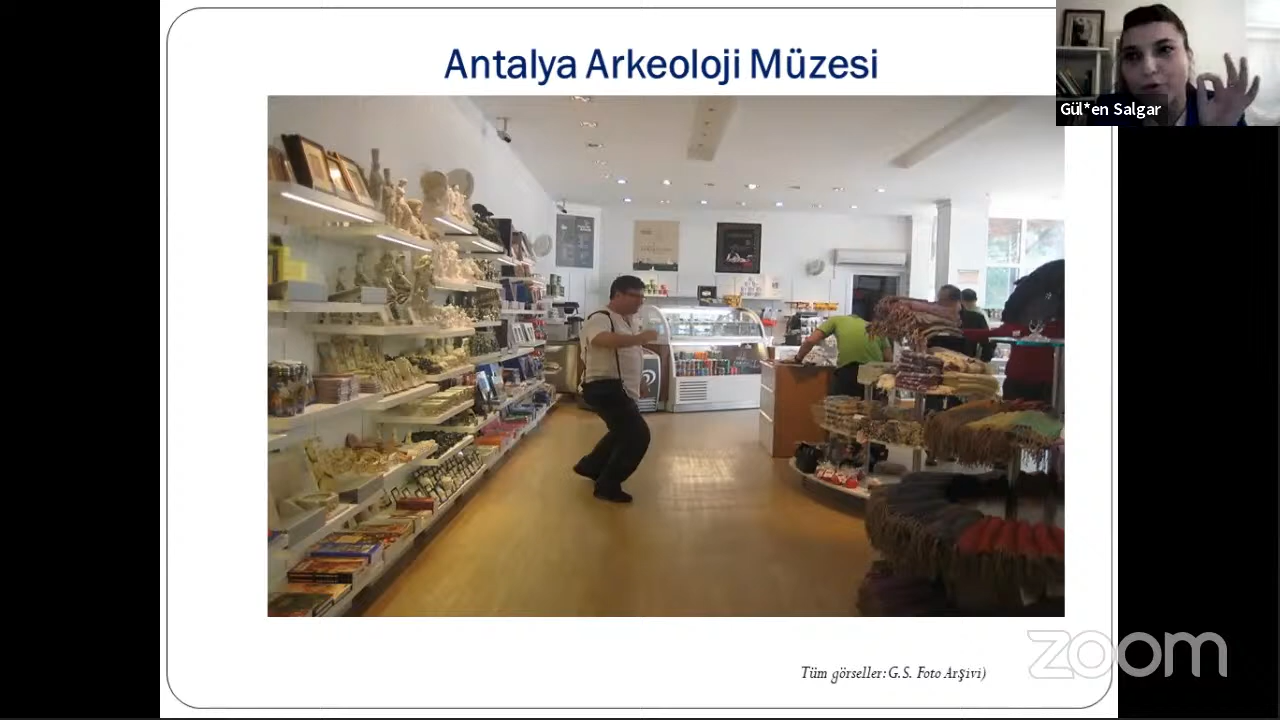 Antalya Arkeoloji Müzesi
Gül*en Salgar
Tüm görseller: G.S. Foto Arşivi)
zoom